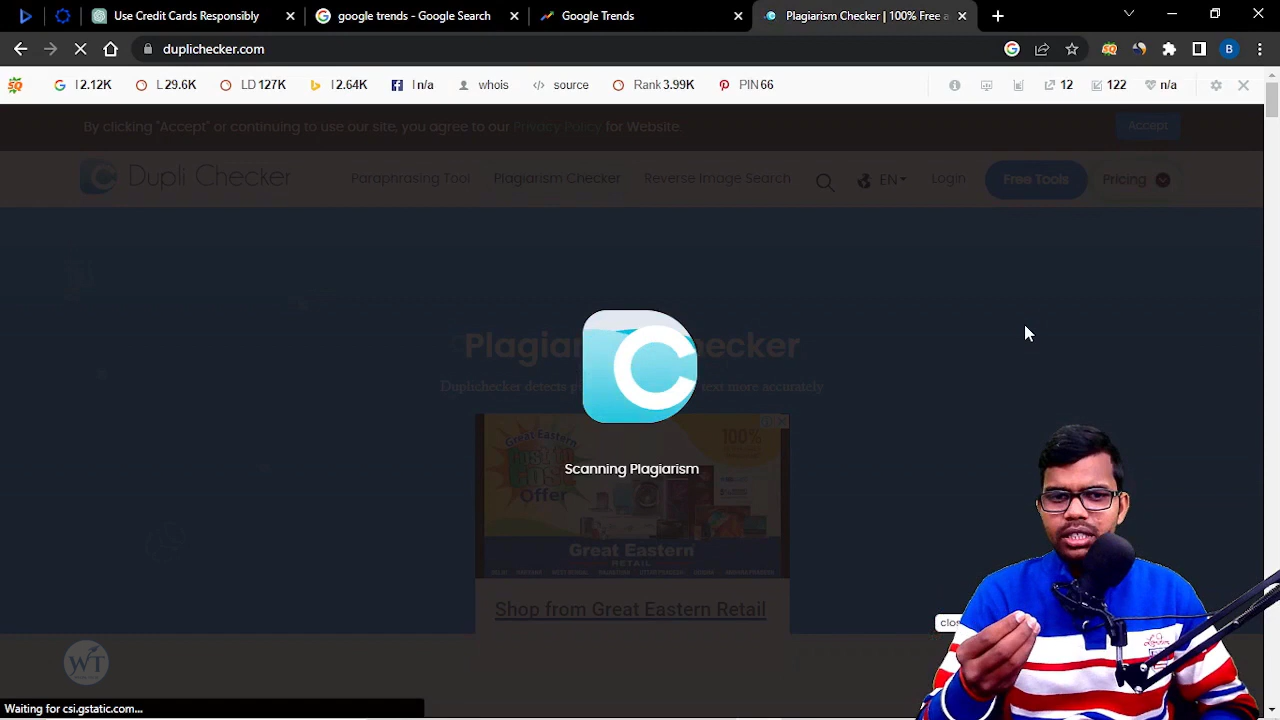 Use Credit Cards Responsibly
google trends - Google Search
Google Trends
Plagiarism Checker | 100% Free a
duplichecker.com
B
SQ
I 2.12K
L 29.6K
LD 127K
I 2.64K
I n/a
whois
source
Rank 3.99K
PIN 66
12
122
n/a
By clicking "Accept" or continuing to use our site, you agree to our Privacy Policy for Website.
Accept
Dupli Checker
Paraphrasing Tool
Plagiarism Checker
Reverse Image Search
EN
Login
Free Tools
Pricing
C
Scanning Plagiarism
Great Eastern
Offer
100%
Great Eastern
RETAIL
Shop from Great Eastern Retail
WT
Waiting for csi.gstatic.com...